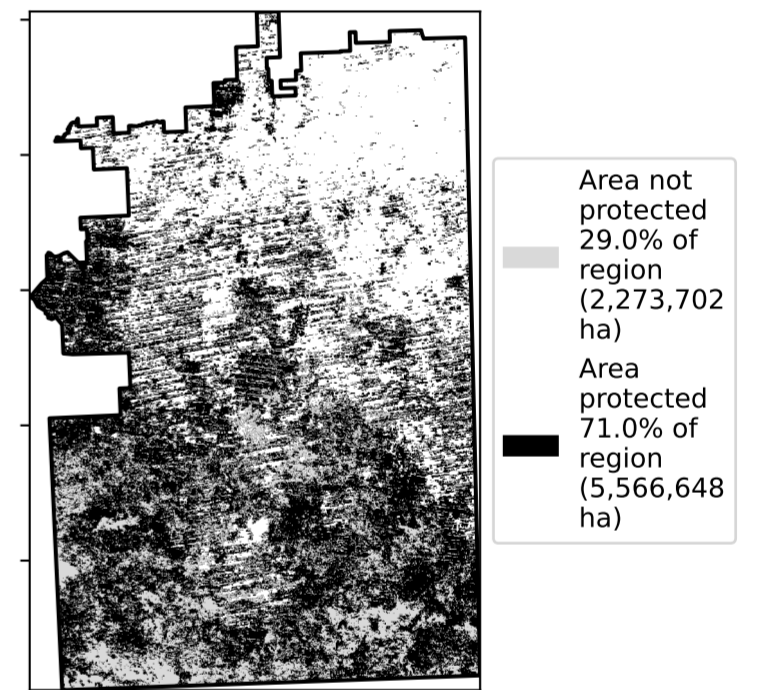 Area not
protected
29.0% of
region
(2,273,702
ha)
Area
protected
71.0% of
region
(5,566,648
ha)